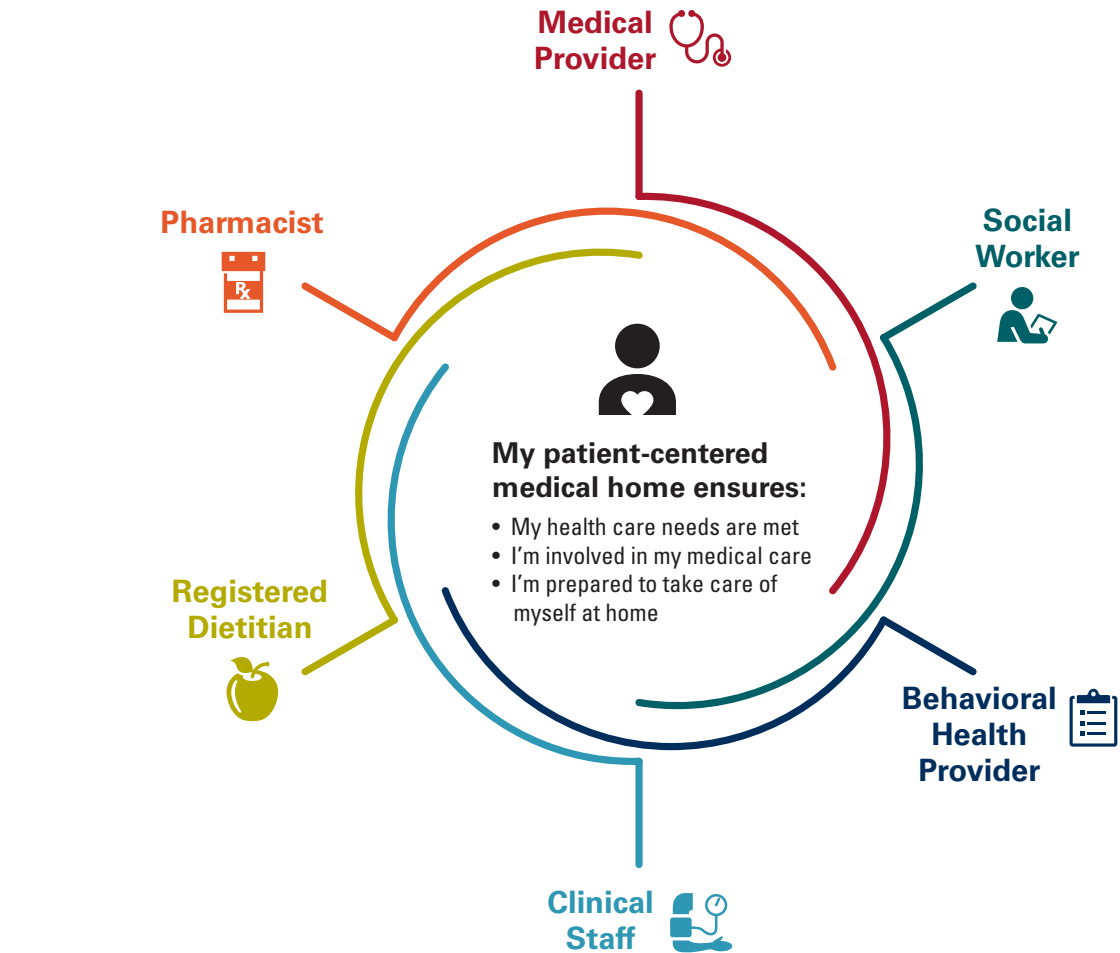 Medical
Provider
Pharmacist
Rx
Social
Worker
My patient-centered
medical home ensures:
• My health care needs are met
• I'm involved in my medical care
• I'm prepared to take care of
myself at home
Registered
Dietitian
Behavioral
Health
Provider
Clinical
Staff